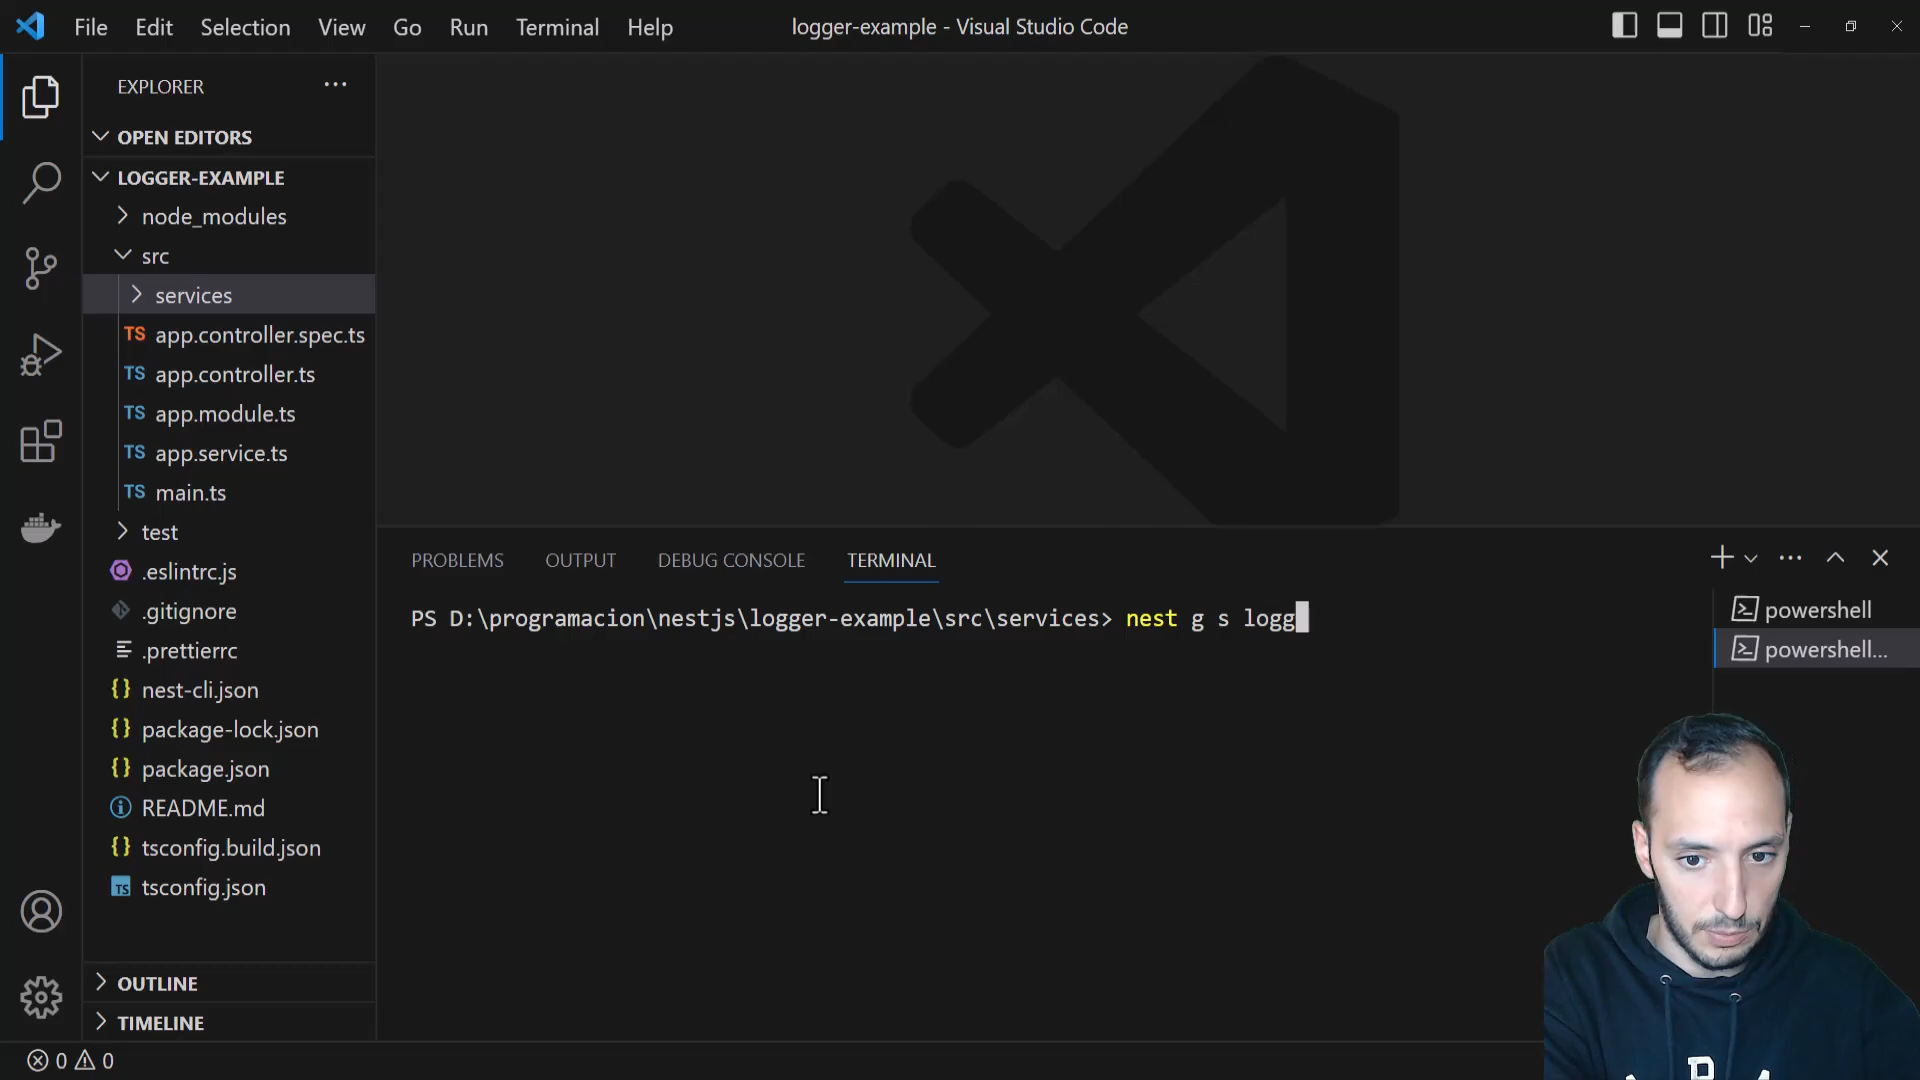 File Edit Selection View Go Run Terminal Help
logger-example - Visual Studio Code
EXPLORER
OPEN EDITORS
LOGGER-EXAMPLE
node_modules
src
services
TS app.controller.spec.ts
TS app.controller.ts
TS app.module.ts
TS app.service.ts
TS main.ts
test
.eslintrc.js
.gitignore
.prettierrc
{} nest-cli.json
{} package-lock.json
{} package.json
README.md
{} tsconfig.build.json
TS tsconfig.json
OUTLINE
TIMELINE
0 0
PROBLEMS OUTPUT DEBUG CONSOLE TERMINAL
PS D:\programacion\nestjs\logger-example\src\services> nest g s logg
powershell
powershell...